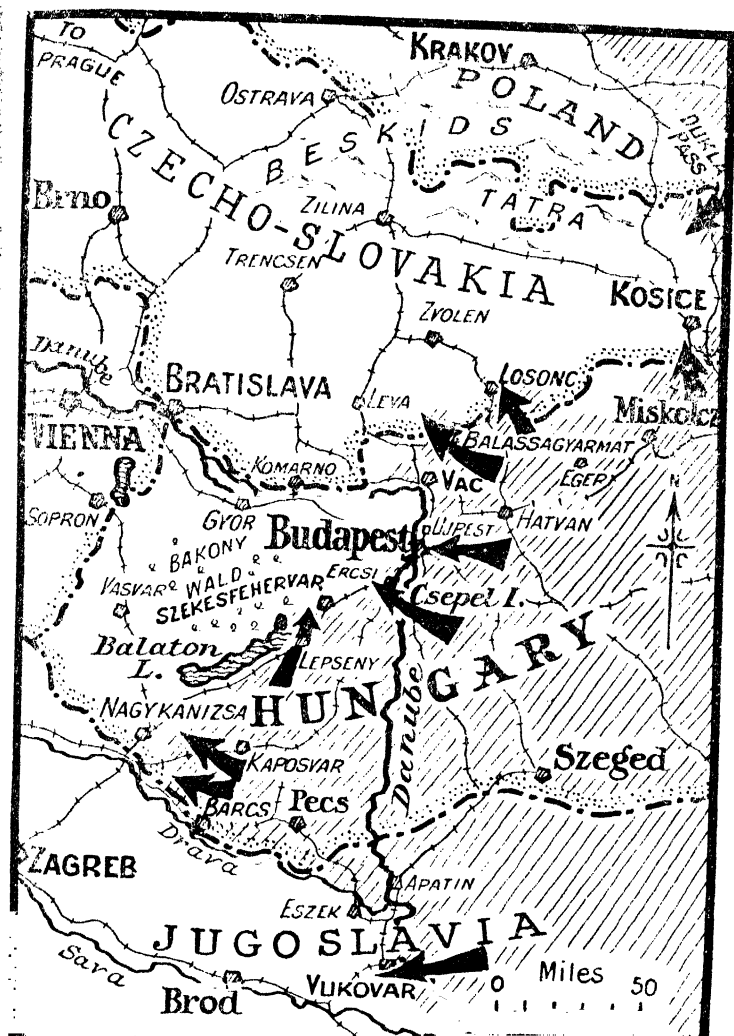 TO
PRAGUE
KRAKOV
OSTRAVA
POLAND
BESKIDS
DUKLA
PASS
CZECHO-SLOVAKIA
TATRA
Brno
ZILINA
TRENCSEN
KOSICE
ZVOLEN
Danube
BRATISLAVA
LOSONC
LEVA
Miskolcz
VIENNA
BALASSAGYARMAT
KOMARNO
VAC
EGER
N
SOPRON
GYOR
UJPEST
HATVAN
Budapest
BAKONY
WALD
ERCSI
VASVAR
SZEKESFEHERVAR
Csepel I.
Balaton
L.
LEPSENY
HUNGARY
NAGYKANIZSA
Danube
KAPOSVAR
Szeged
BARCS
Pecs
Drava
ZAGREB
APATIN
ESZEK
JUGOSLAVIA
Sava
VUKOVAR
Brod
Miles
0 50